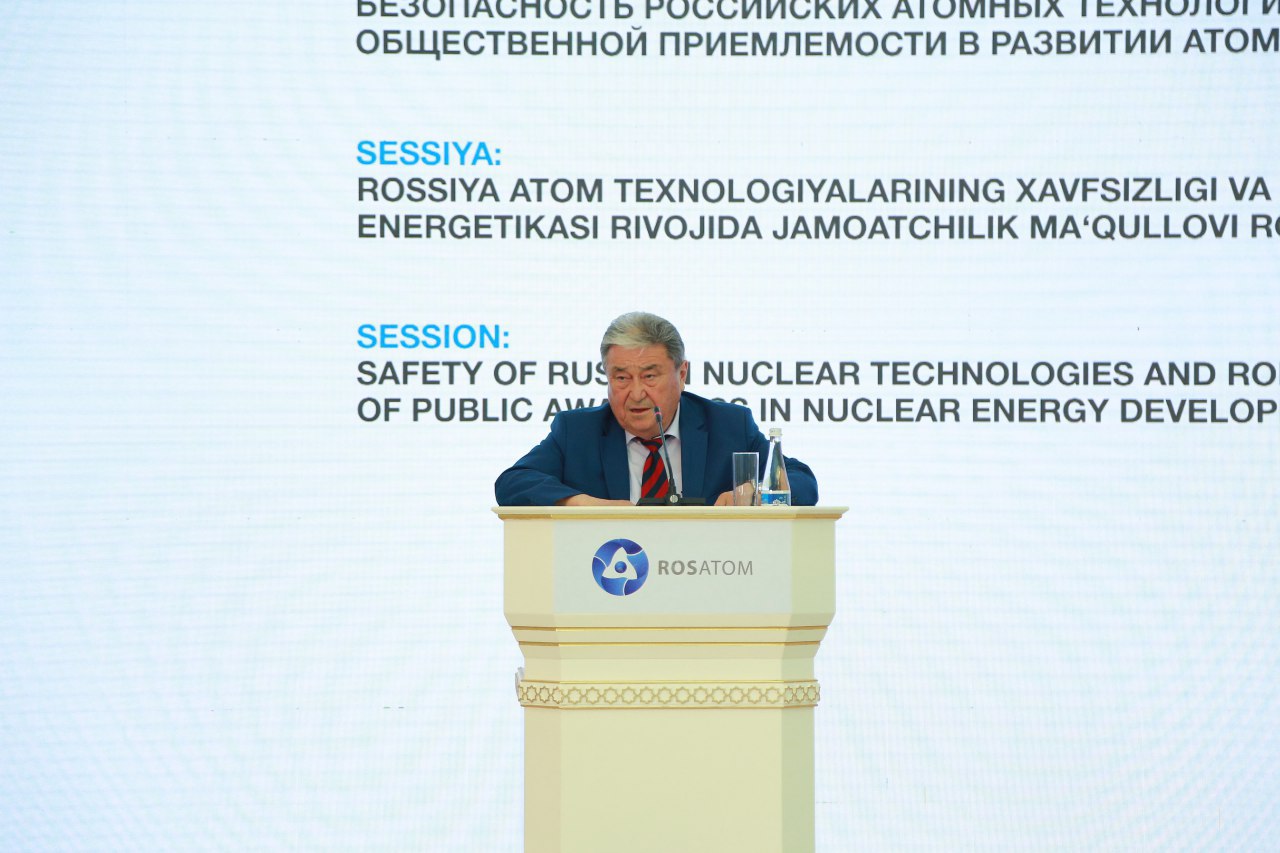 БЕЗОПАСНОСТЬ РОССИЙСКИХ АТОМНЫХ
ОБЩЕСТВЕННОЙ ПРИЕМЛЕМОСТИ В РАЗВИТИИ
SESSIYA:
ROSSIYA ATOM TEXNOLOGIYALARINING XAVFSIZLIGI VA
ENERGETIKASI RIVOJIDA JAMOATCHILIK MA‘QULLOVI
SESSION:
SAFETY OF NUCLEAR TECHNOLOGIES AND
OF PUBLIC IN NUCLEAR ENERGY
ROSATOM